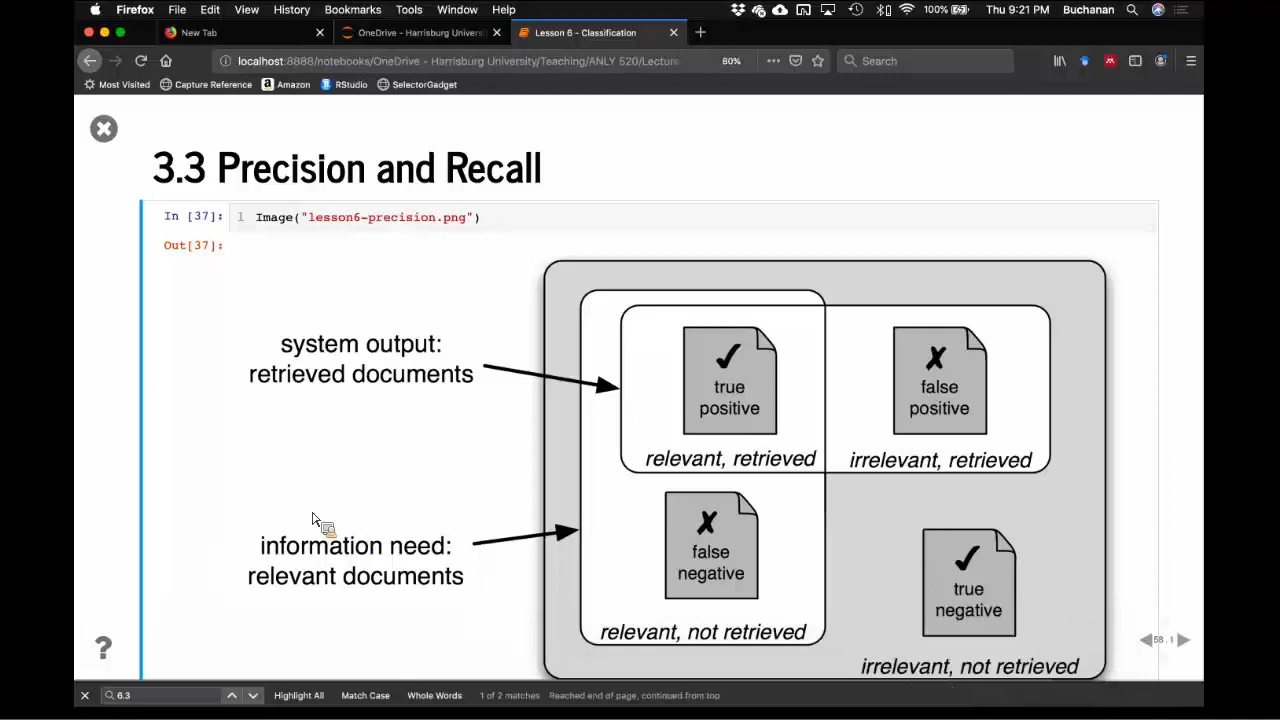 Firefox File Edit View History Bookmarks Tools Window Help 100% Thu 9:21 PM Buchanan
New Tab OneDrive - Harrisburg Universi Lesson 6 - Classification
localhost:8888/notebooks/OneDrive - Harrisburg University/Teaching/ANLY 520/Lecture 80% Search
Most Visited Capture Reference Amazon RStudio SelectorGadget
3.3 Precision and Recall
In [37]: 1 Image("lesson6-precision.png")
Out[37]:
system output:
retrieved documents
true
positive
relevant, retrieved
false
positive
irrelevant, retrieved
information need:
relevant documents
false
negative
relevant, not retrieved
true
negative
irrelevant, not retrieved
58.1
6.3 Highlight All Match Case Whole Words 1 of 2 matches Reached end of page, continued from top